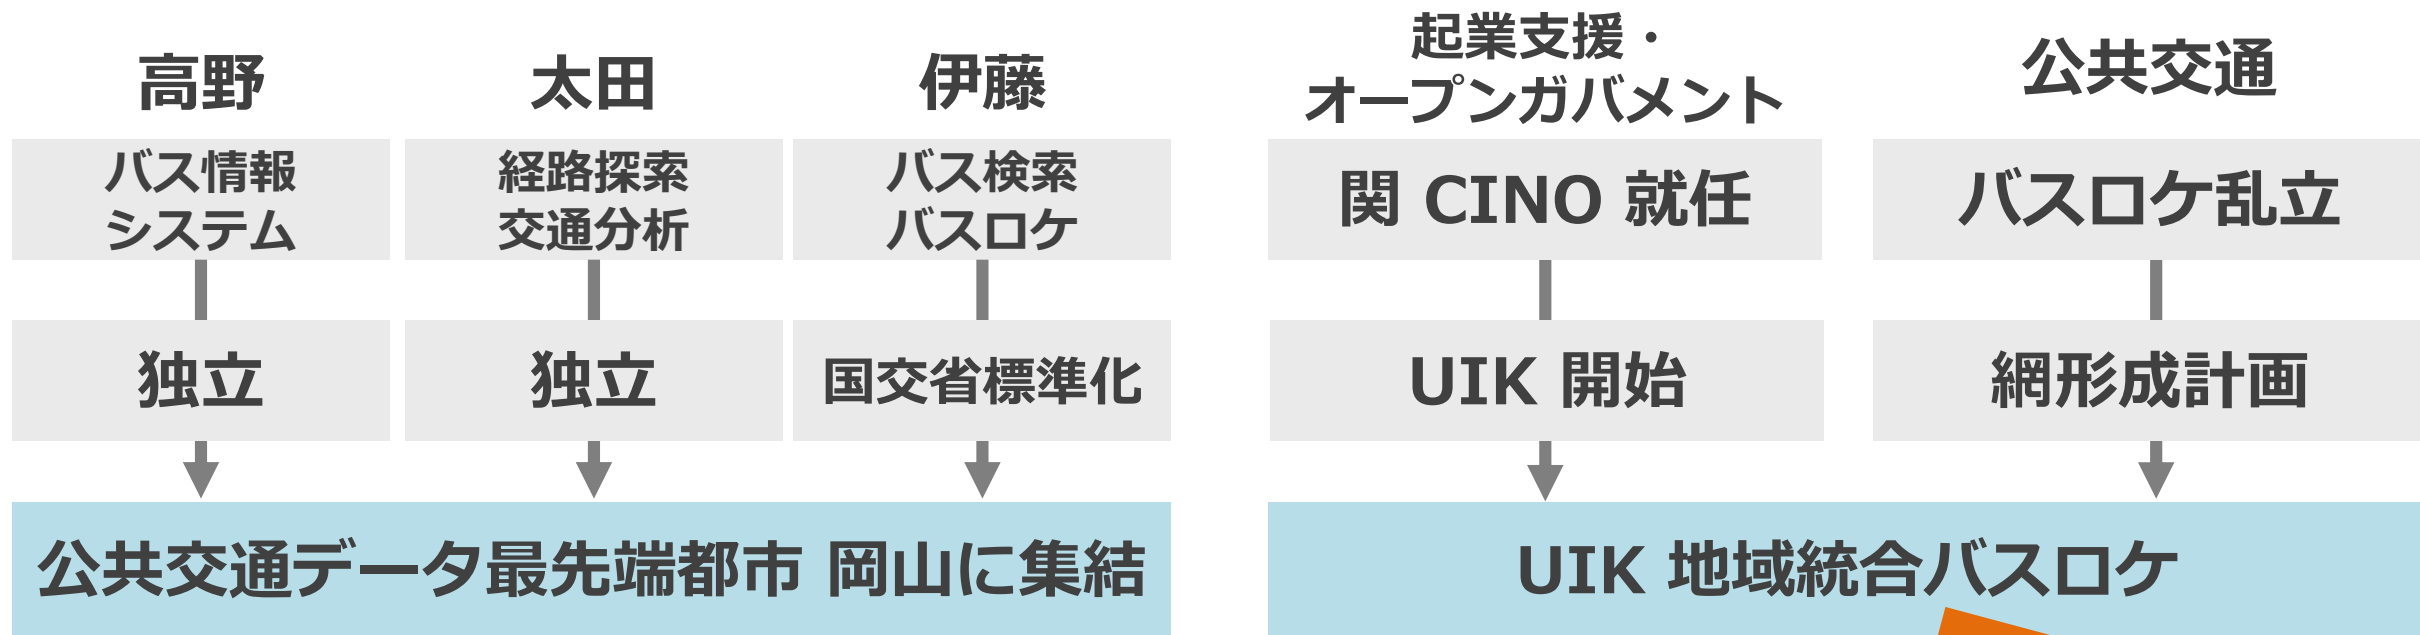 高野
バス情報
システム
独立
太田
経路探索
交通分析
独立
伊藤
バス検索
バスロケ
国交省標準化
公共交通データ最先端都市 岡山に集結
起業支援・
オープンガバメント
関 CINO 就任
UIK 開始
公共交通
バスロケ乱立
網形成計画
UIK 地域統合バスロケ